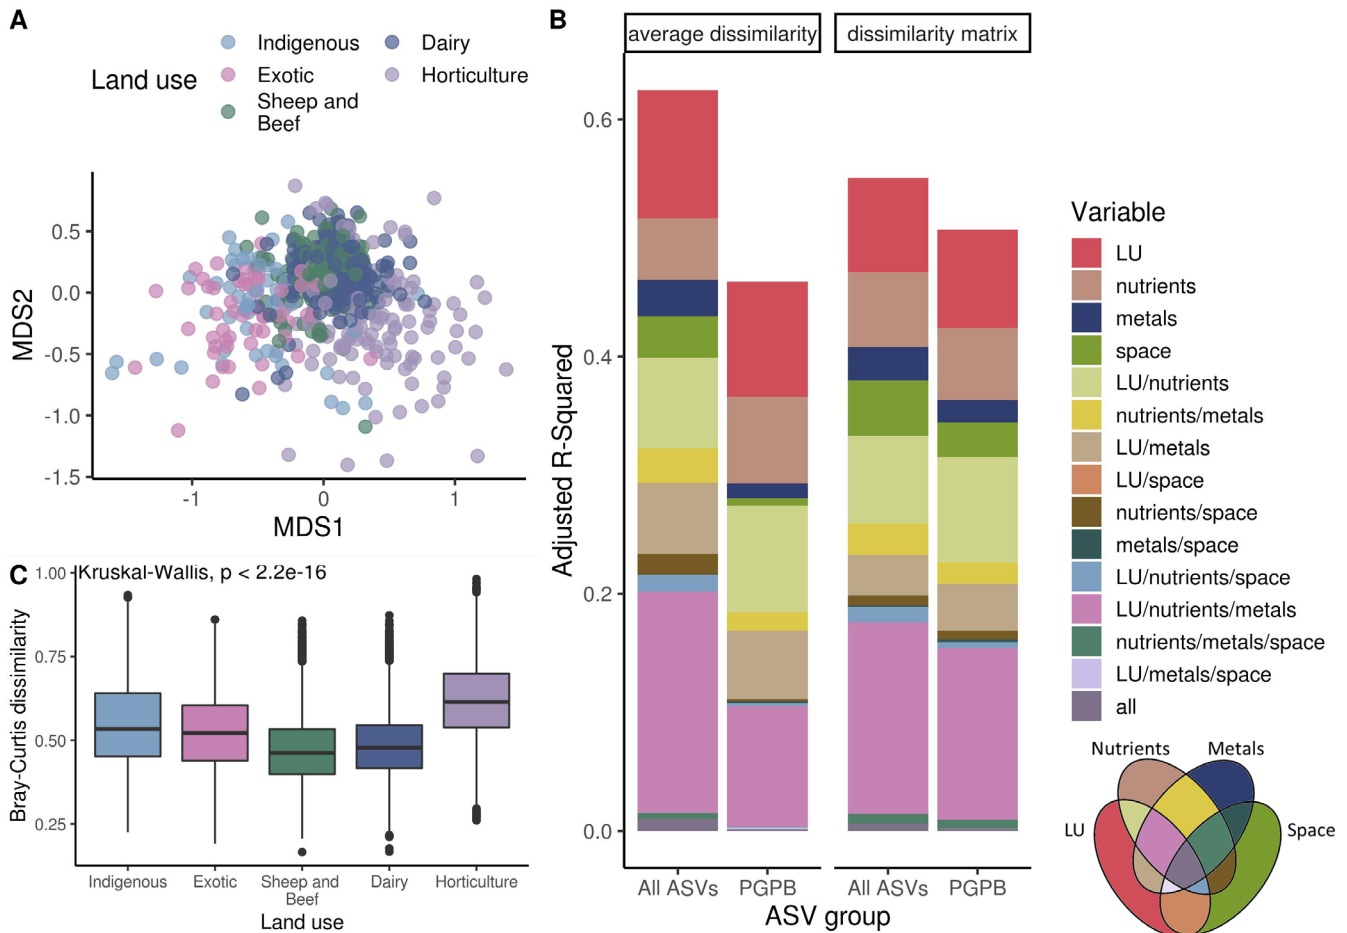 A
Land use
Indigenous
Exotic
Sheep and
Beef
Dairy
Horticulture
MDS2
0.5
0.0
-0.5
-1.0
-1.5
-1
0
1
MDS1
B
average dissimilarity
dissimilarity matrix
Adjusted R-Squared
0.6
0.4
0.2
0.0
All ASVs
PGPB
All ASVs
PGPB
ASV group
Variable
LU
nutrients
metals
space
LU/nutrients
nutrients/metals
LU/metals
LU/space
nutrients/space
metals/space
LU/nutrients/space
LU/nutrients/metals
nutrients/metals/space
LU/metals/space
all
Nutrients
Metals
LU
Space
C
Kruskal-Wallis, p < 2.2e-16
Bray-Curtis dissimilarity
1.00
0.75
0.50
0.25
Indigenous
Exotic
Sheep and
Beef
Dairy
Horticulture
Land use